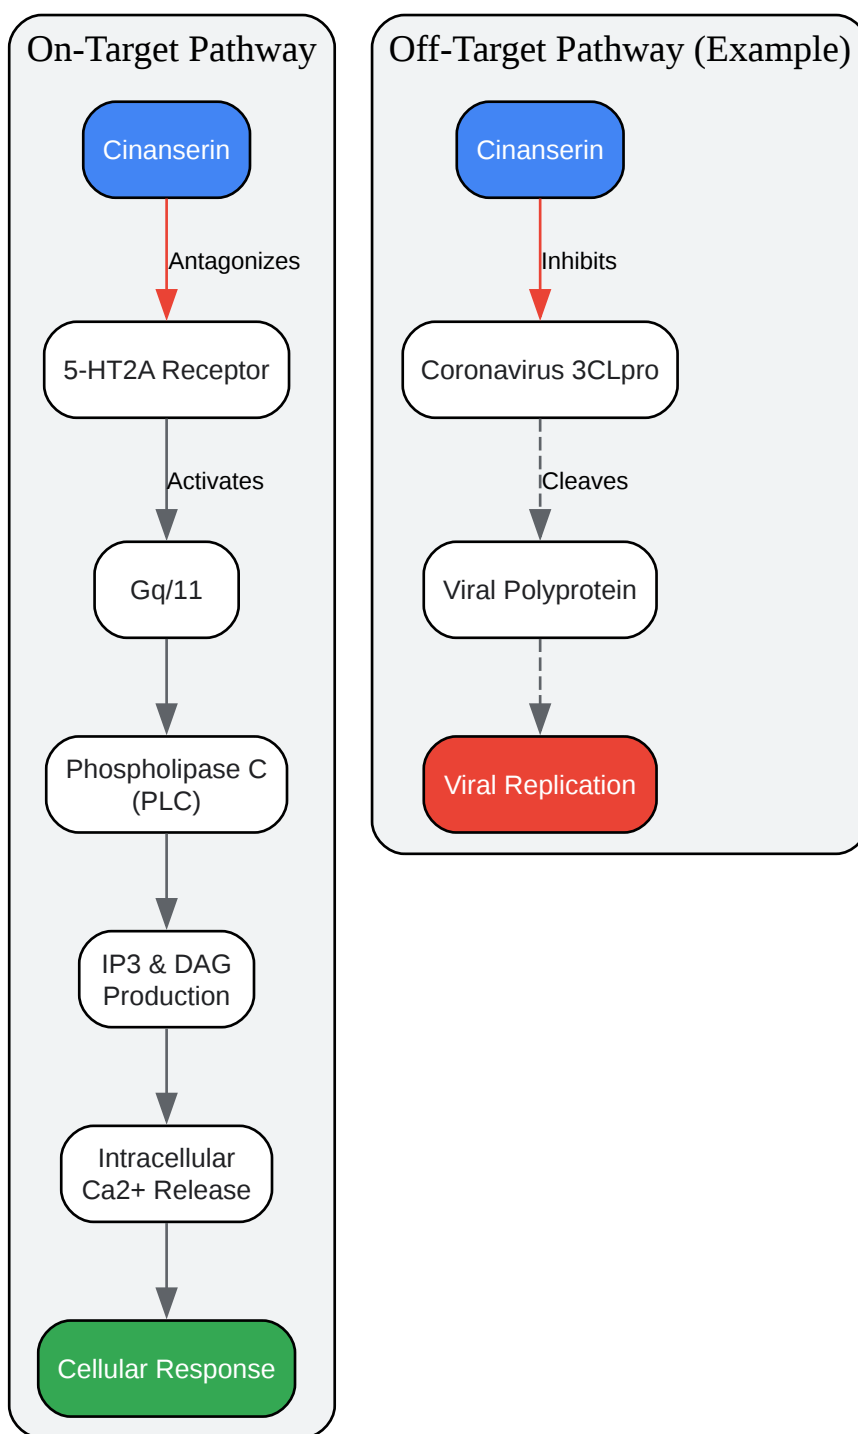 On-Target Pathway
Cinanserin
Antagonizes
5-HT2A Receptor
Activates
Gq/11
Phospholipase C
(PLC)
IP3 & DAG
Production
Intracellular
Ca2+ Release
Cellular Response
Off-Target Pathway (Example)
Cinanserin
Inhibits
Coronavirus 3CLpro
Cleaves
Viral Polyprotein
Viral Replication